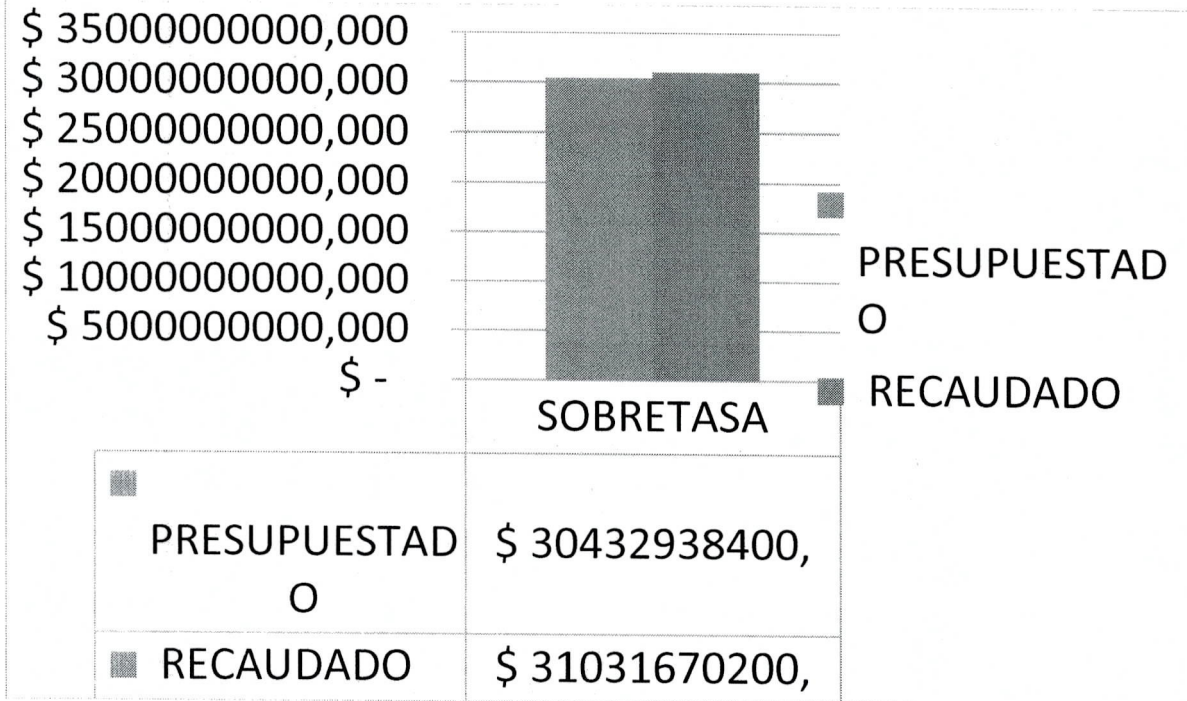 $ 35000000000,000
$ 30000000000,000
$ 25000000000,000
$ 20000000000,000
$ 15000000000,000
$ 10000000000,000
$ 5000000000,000
$ -
SOBRETASA
PRESUPUESTAD
O
RECAUDADO
PRESUPUESTAD
O
$ 30432938400,
RECAUDADO
$ 31031670200,